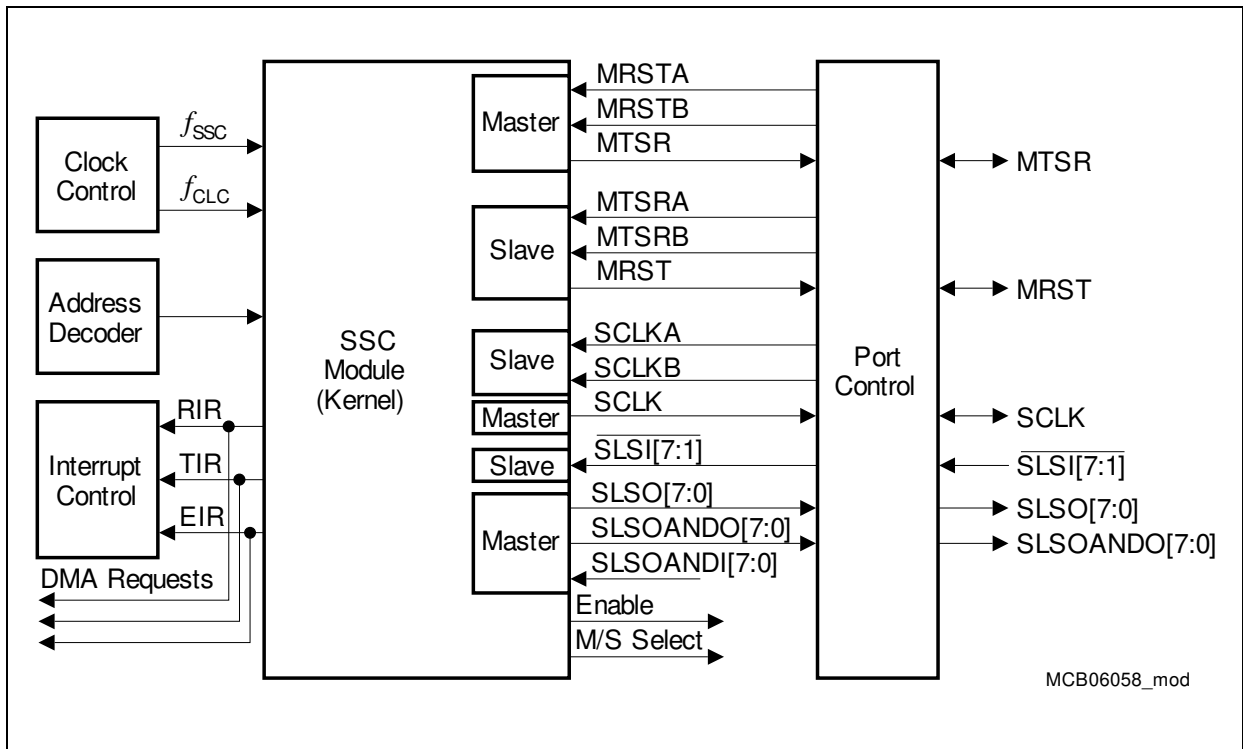 Clock
Control
fSSC
fCLC
Address
Decoder
Interrupt
Control
RIR
TIR
EIR
DMA Requests
SSC
Module
(Kernel)
Master
Slave
Slave
Master
Slave
Master
MRSTA
MRSTB
MTSR
MTSRA
MTSRB
MRST
SCLKA
SCLKB
SCLK
SLSI[7:1]
SLSO[7:0]
SLSOANDO[7:0]
SLSOANDI[7:0]
Enable
M/S Select
Port
Control
MTSR
MRST
SCLK
SLSI[7:1]
SLSO[7:0]
SLSOANDO[7:0]
MCB06058_mod